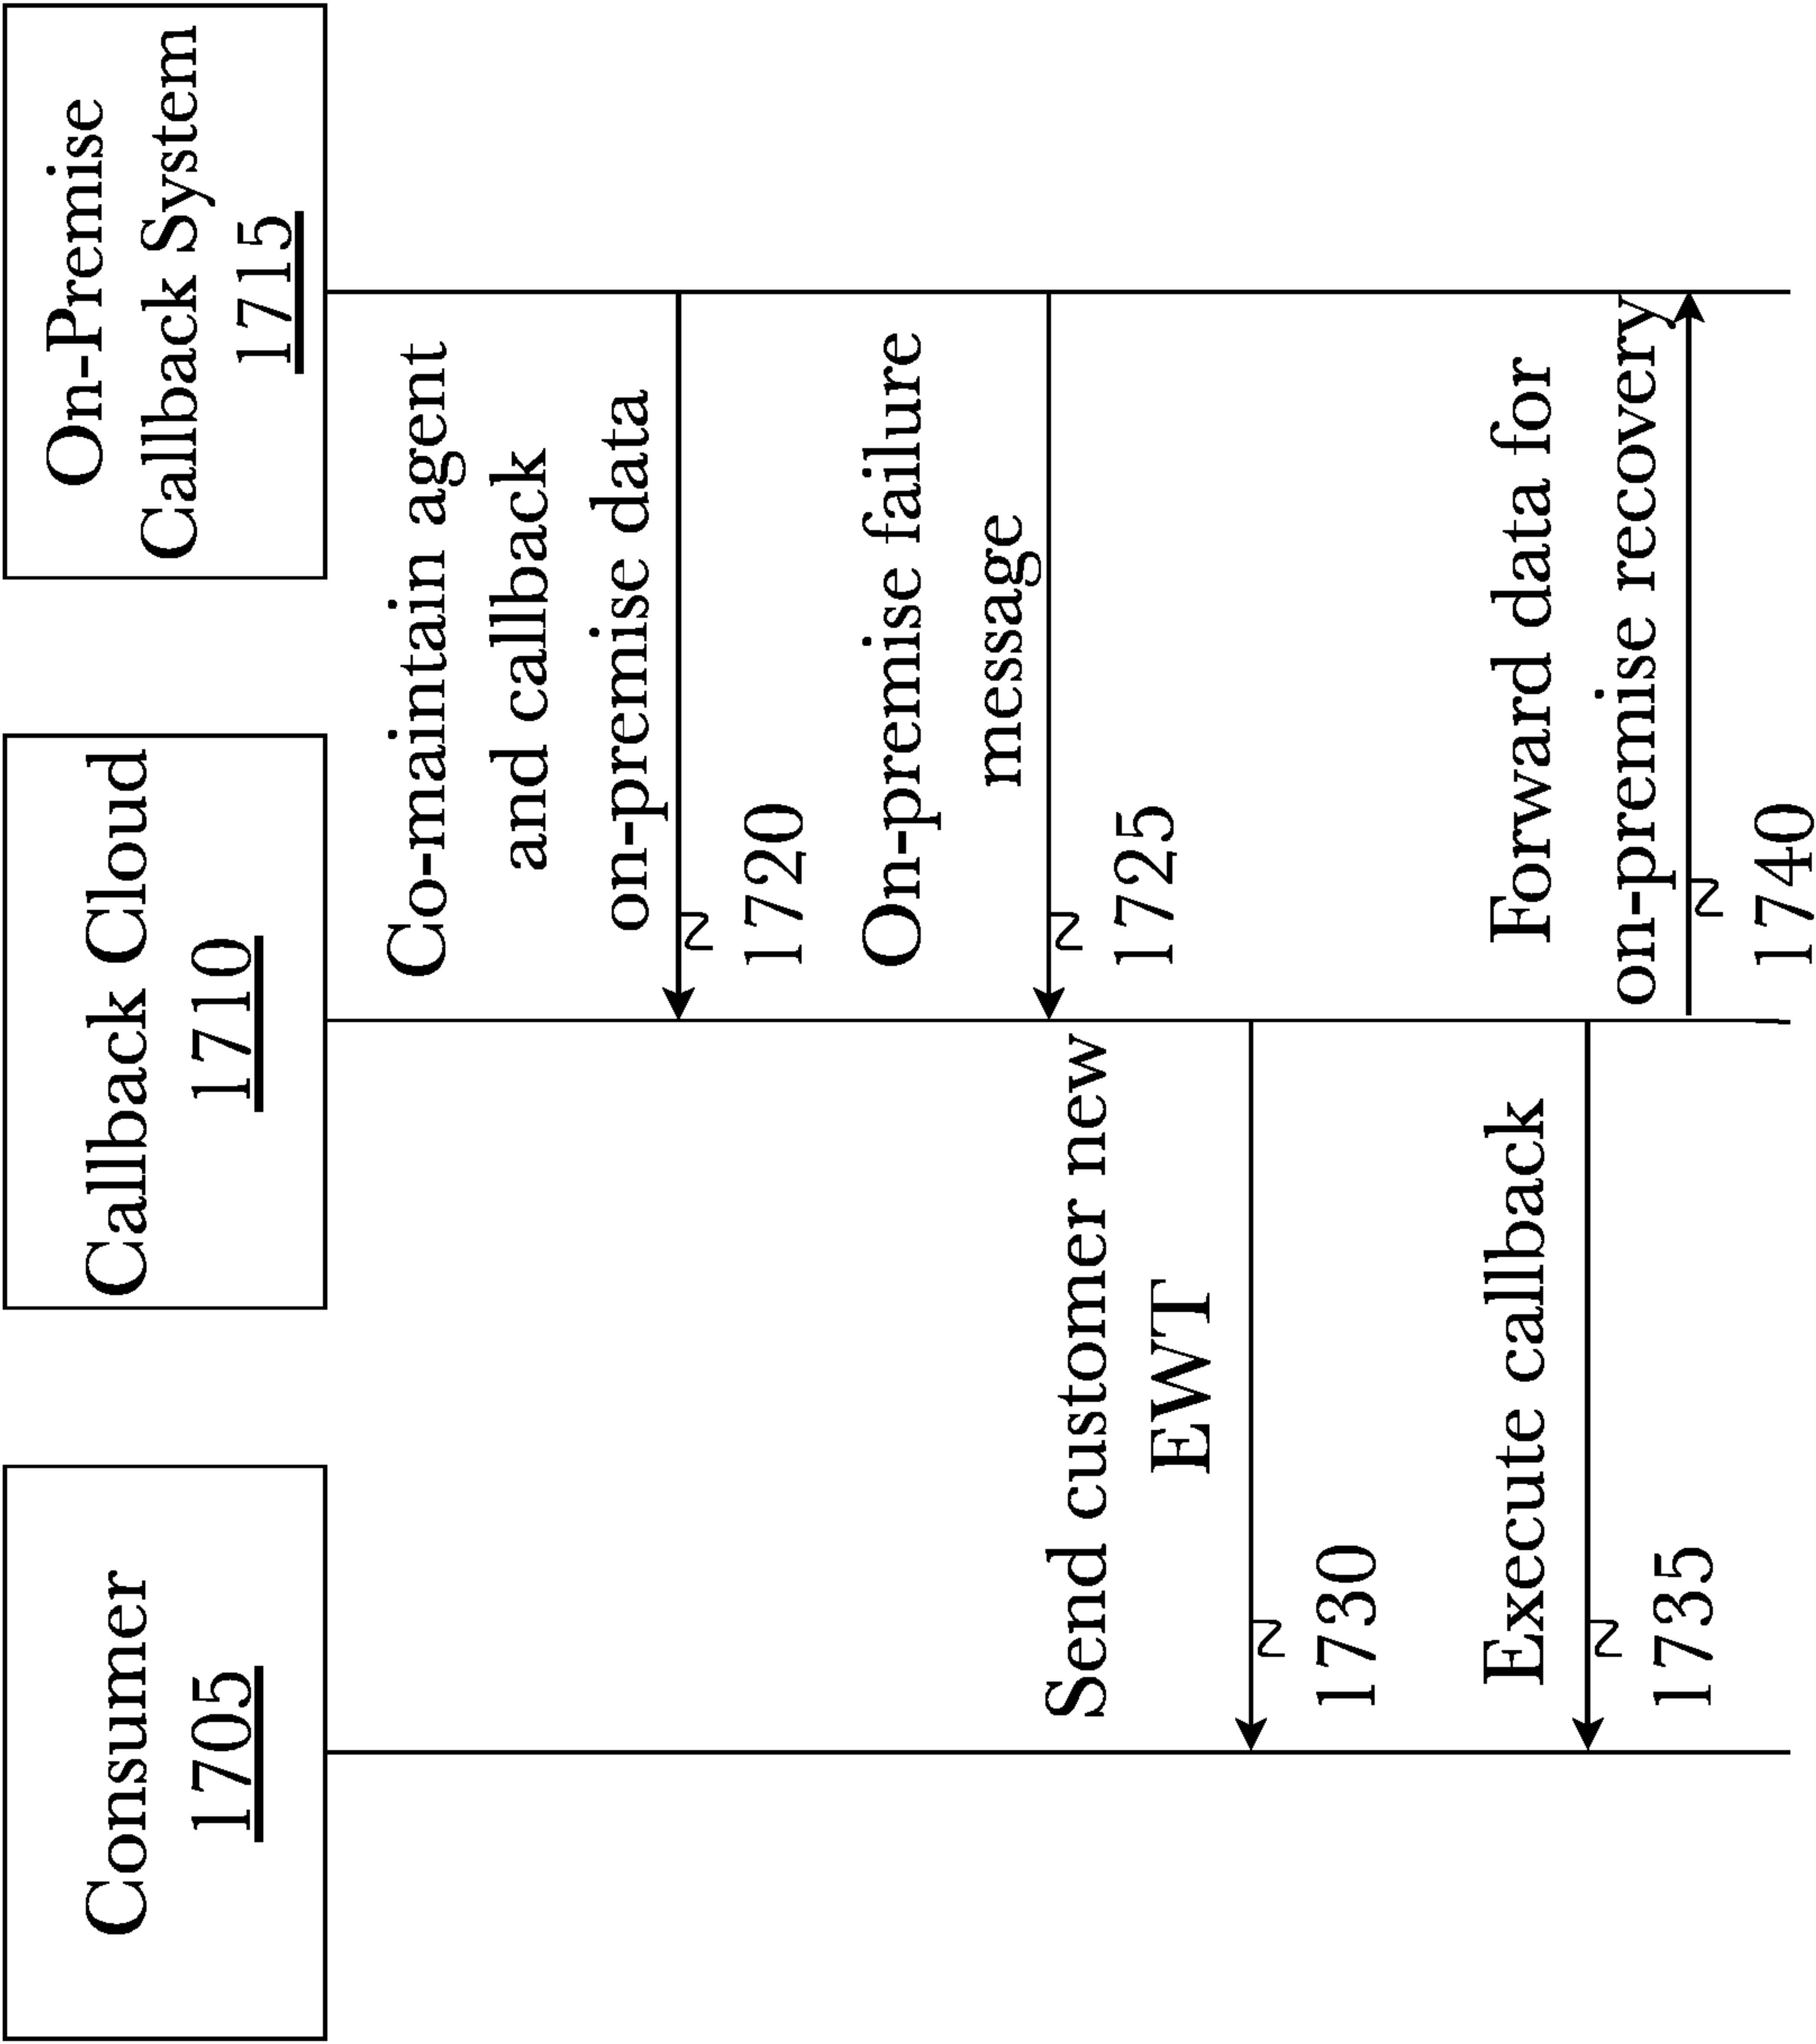 Consumer
1705
Callback Cloud
1710
On-Premise
Callback System
1715
Co-maintain agent
and callback
on-premise data
1720
On-premise failure
message
1725
Send customer new
EWT
1730
Execute callback
1735
Forward data for
on-premise recovery
1740